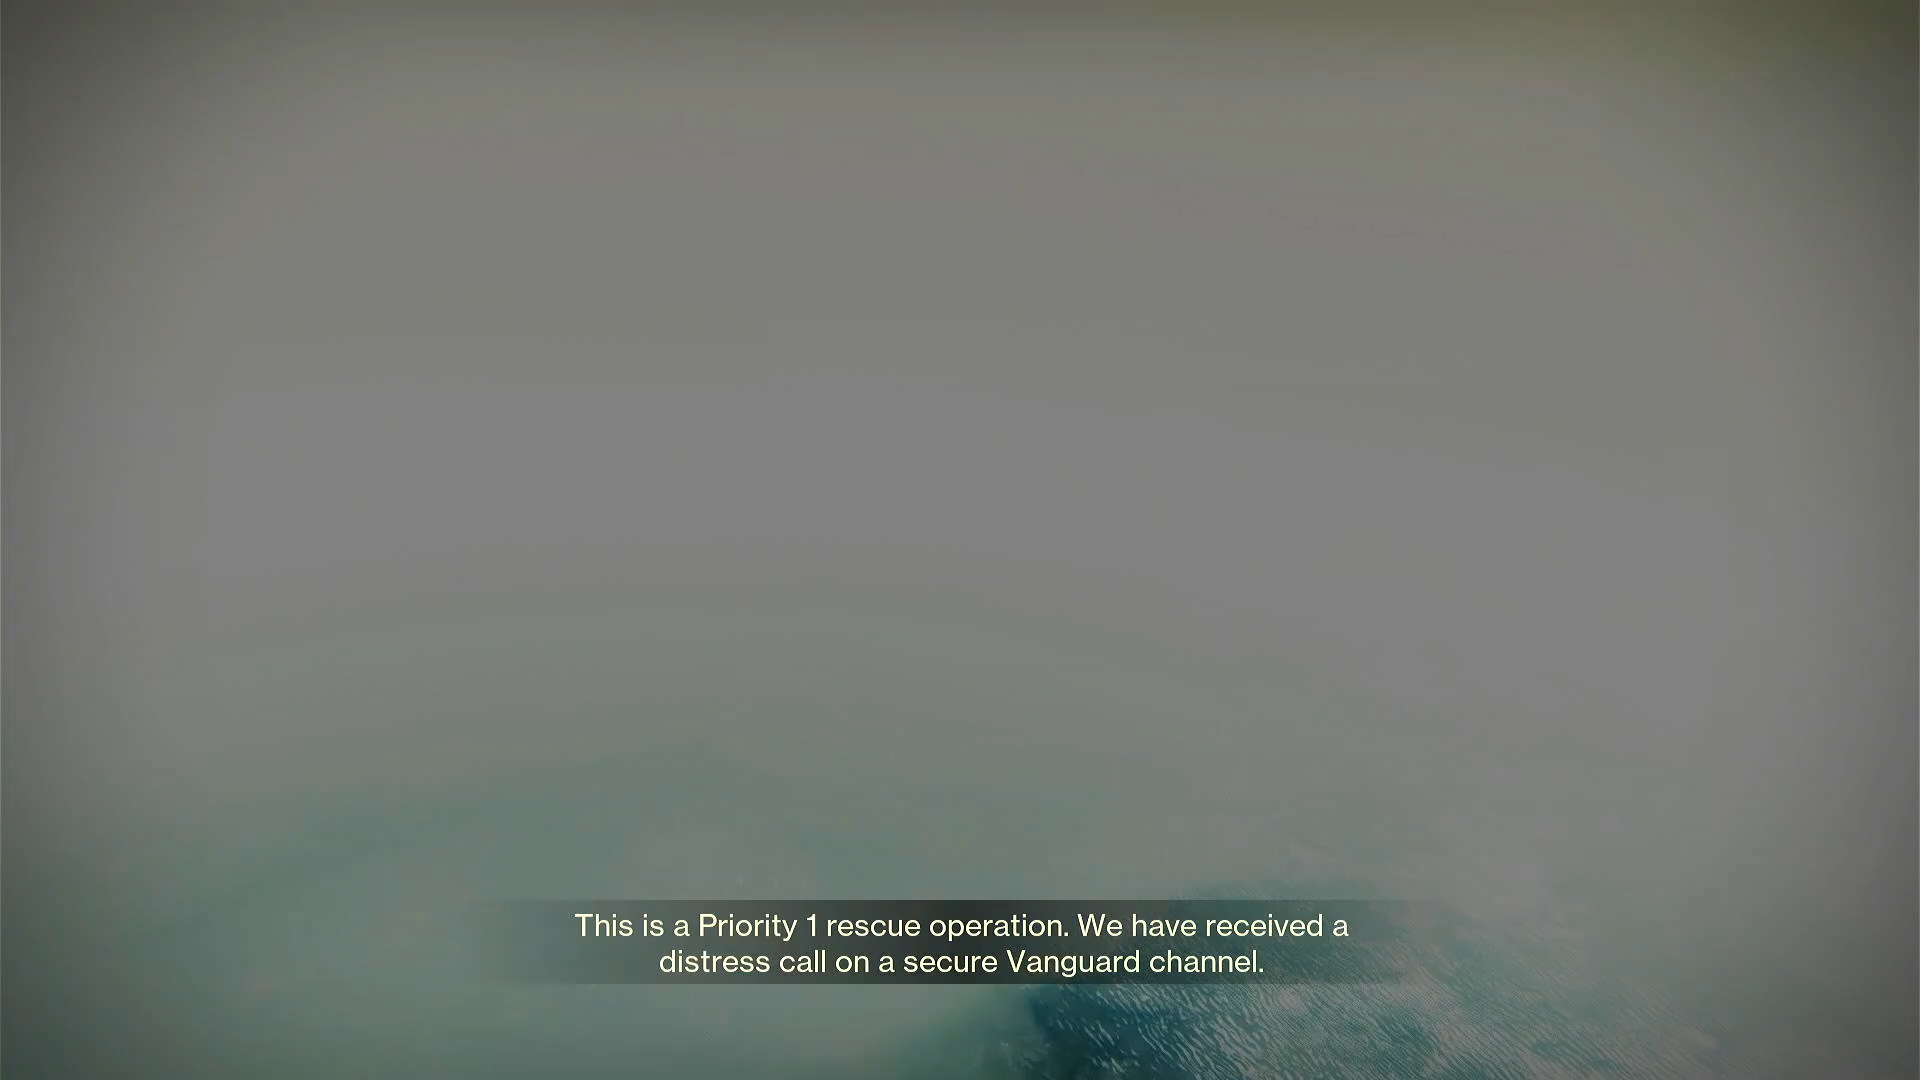 This is a Priority 1 rescue operation. We have received a
distress call on a secure Vanguard channel.